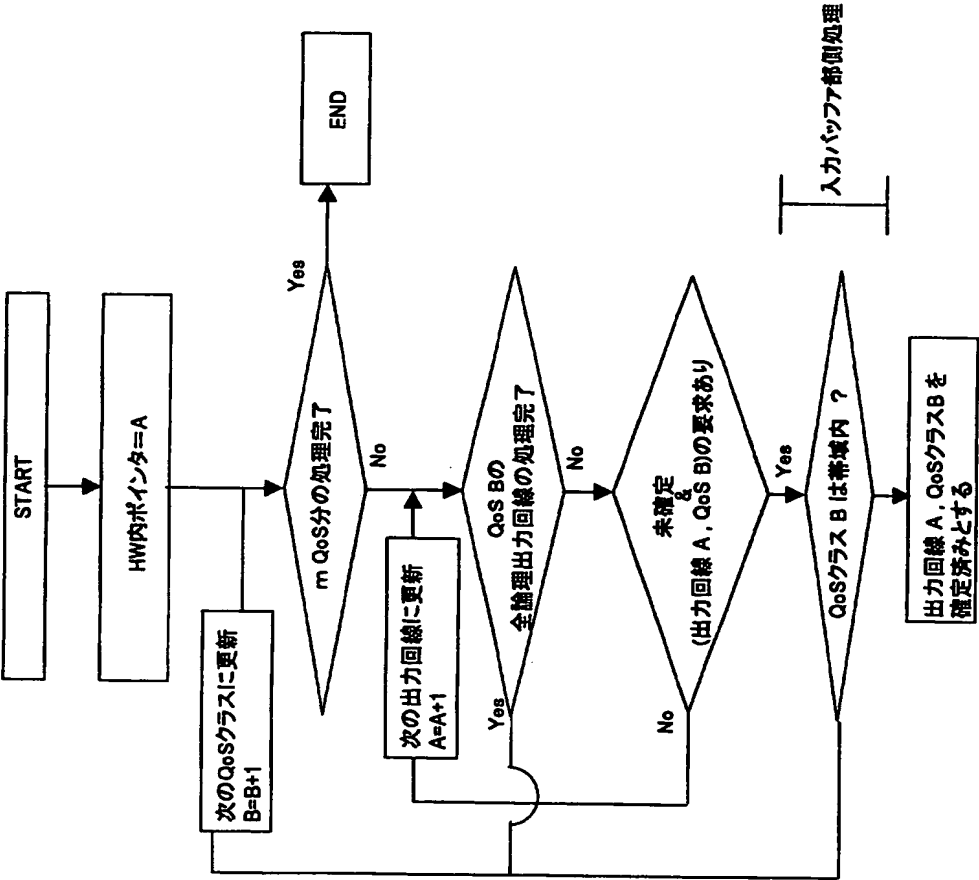 START
HW内ポインタ=A
次のQoSクラスに更新
B=B+1
m QoS分の処理完了
Yes
END
No
次の出力回線に更新
A=A+1
QoS Bの
全論理出力回線の処理完了
Yes
No
未確定
&
(出力回線 A , QoS B)の要求あり
No
Yes
QoSクラス B は帯域内 ?
入力バッファ部側処理
出力回線 A , QoSクラスB を
確定済みとする